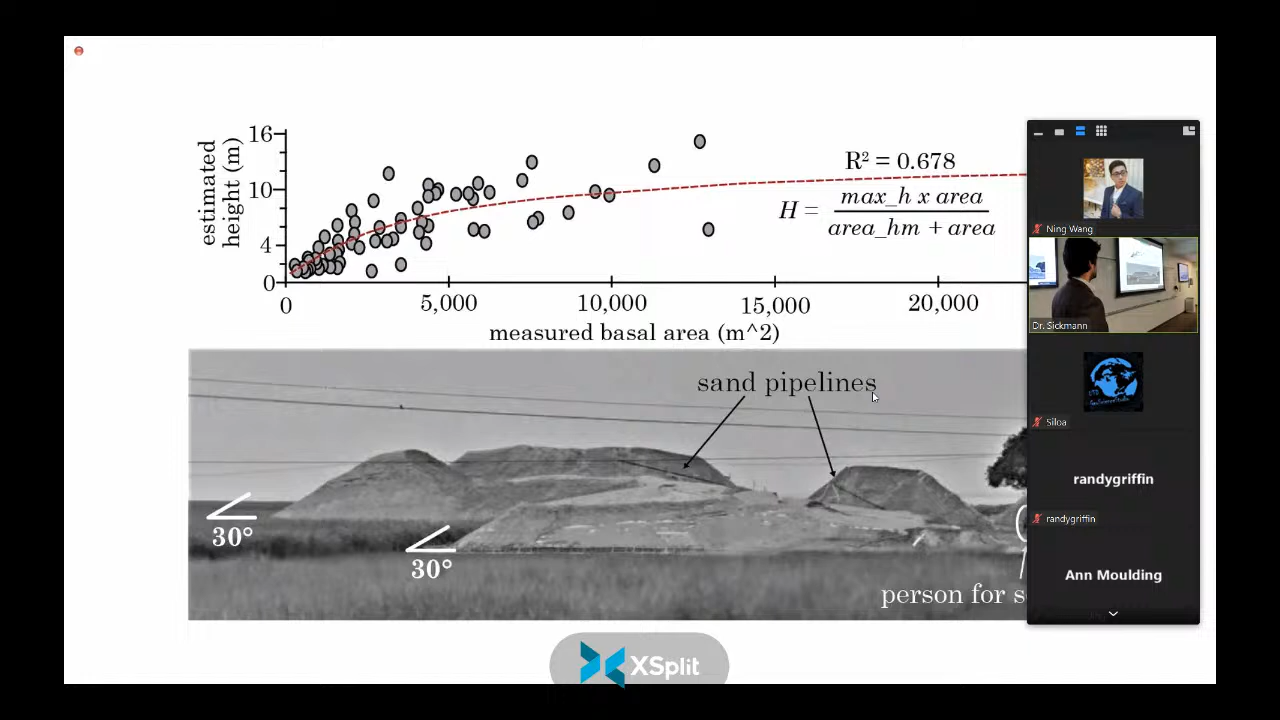 estimated
height (m)
16
10
4
0
0
5,000
10,000
15,000
20,000
measured basal area (m^2)
R² = 0.678
H = max_h x area
area_hm + area
sand pipelines
30°
30°
person for s
Ning Wang
Dr. Sickmann
Siloa
randygriffin
randygriffin
Ann Moulding
XSplit